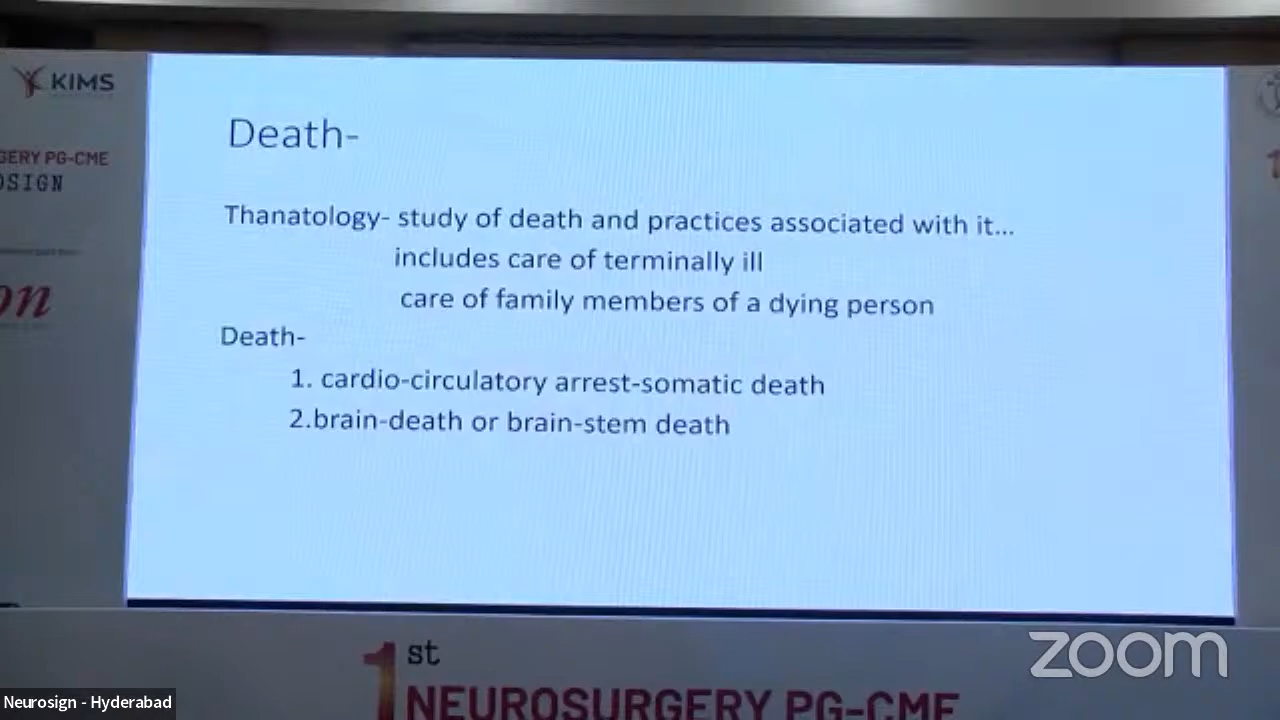 KIMS
GERY PG-CME
OSIGN
on
Death-
Thanatology- study of death and practices associated with it...
includes care of terminally ill
care of family members of a dying person
Death-
1. cardio-circulatory arrest-somatic death
2.brain-death or brain-stem death
1st
NEUROSURGERY PG-CME
zoom
Neurosign - Hyderabad